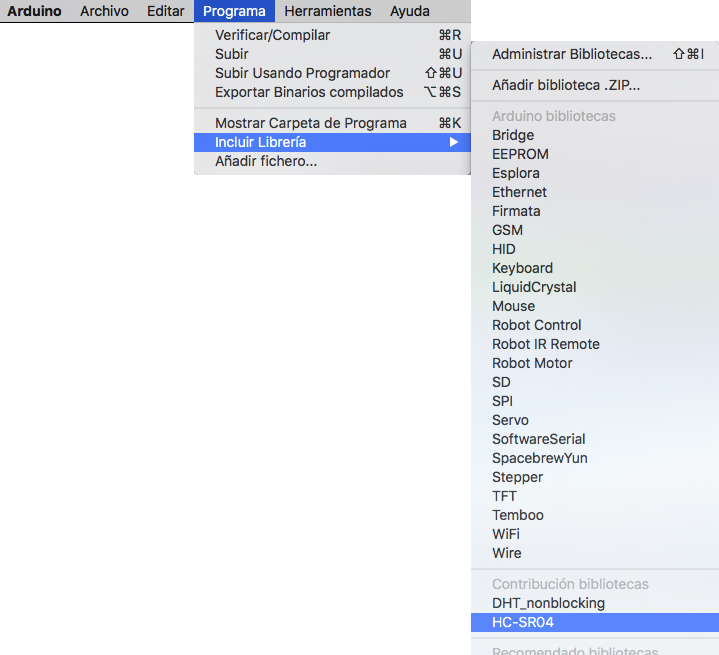 Arduino Archivo Editar Programa Herramientas Ayuda
Verificar/Compilar ⌘R
Subir ⌘U
Subir Usando Programador ⇧⌘U
Exportar Binarios compilados ⌥⌘S
Mostrar Carpeta de Programa ⌘K
Incluir Librería ▶
Añadir fichero...
Administrar Bibliotecas... ⇧⌘I
Añadir biblioteca .ZIP...
Arduino bibliotecas
Bridge
EEPROM
Esplora
Ethernet
Firmata
GSM
HID
Keyboard
LiquidCrystal
Mouse
Robot Control
Robot IR Remote
Robot Motor
SD
SPI
Servo
SoftwareSerial
SpacebrewYun
Stepper
TFT
Temboo
WiFi
Wire
Contribución bibliotecas
DHT_nonblocking
HC-SR04
Recomendado bibliotecas